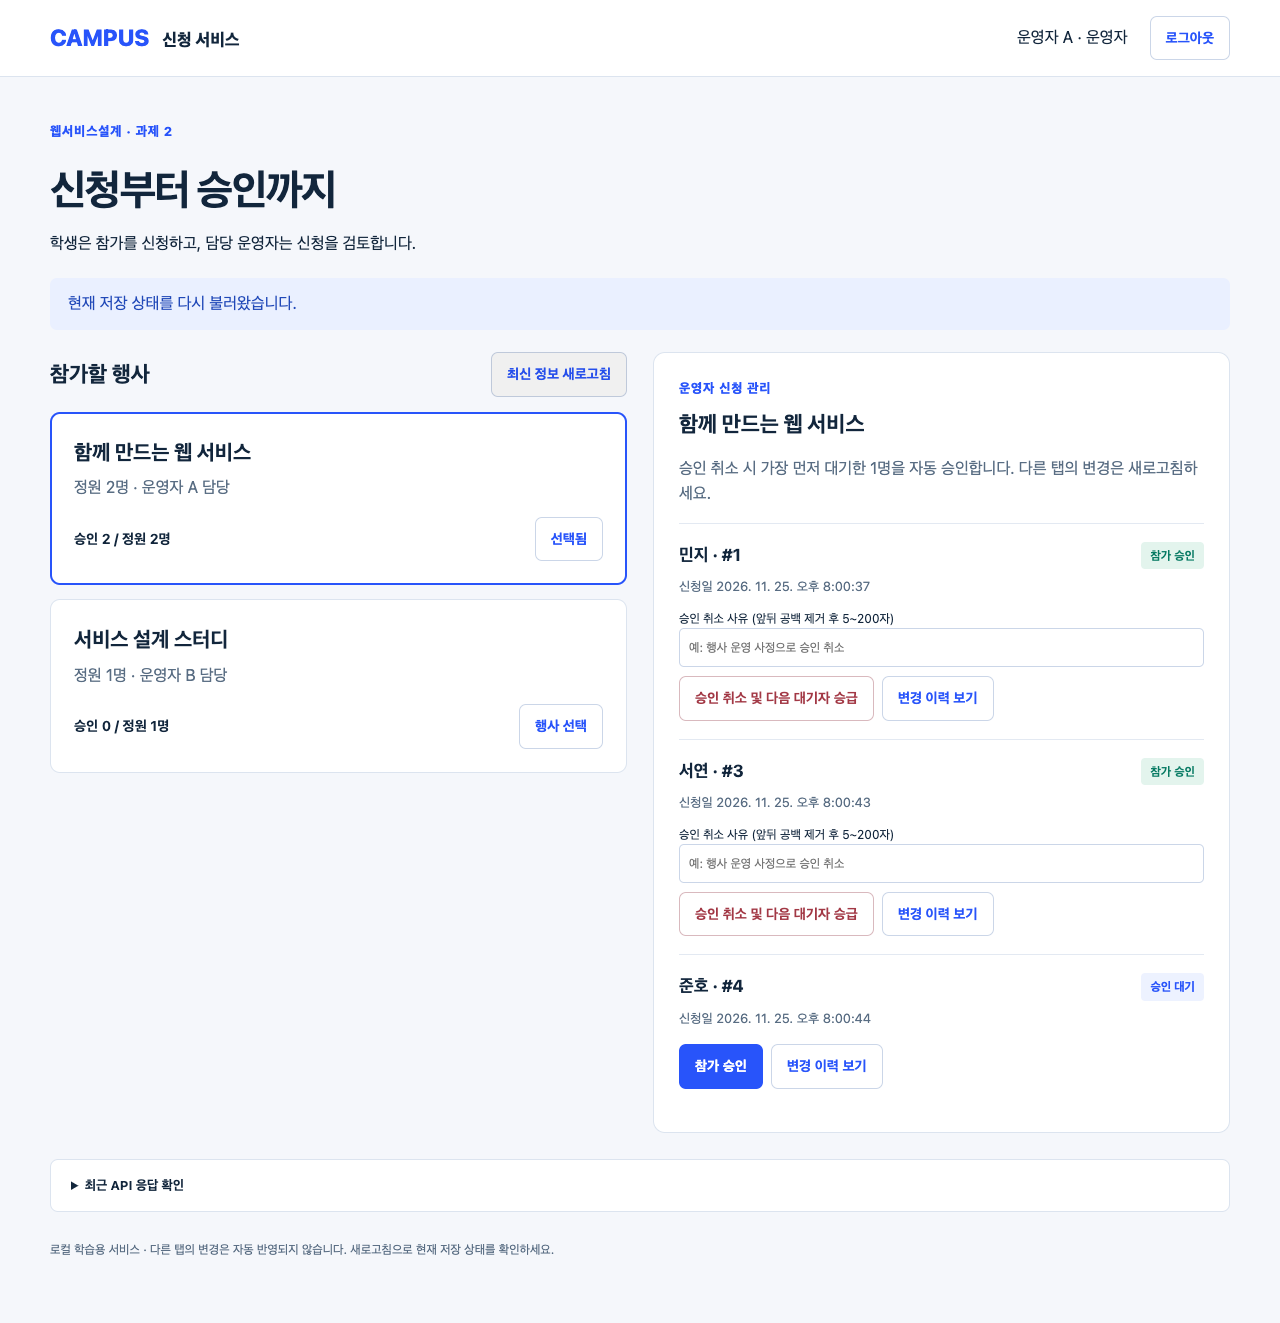 CAMPUS 신청 서비스
운영자 A · 운영자
로그아웃
웹서비스설계 · 과제 2
신청부터 승인까지
학생은 참가를 신청하고, 담당 운영자는 신청을 검토합니다.
현재 저장 상태를 다시 불러왔습니다.
참가할 행사
최신 정보 새로고침
함께 만드는 웹 서비스
정원 2명 · 운영자 A 담당
승인 2 / 정원 2명
선택됨
서비스 설계 스터디
정원 1명 · 운영자 B 담당
승인 0 / 정원 1명
행사 선택
운영자 신청 관리
함께 만드는 웹 서비스
승인 취소 시 가장 먼저 대기한 1명을 자동 승인합니다. 다른 탭의 변경은 새로고침하
세요.
민지 · #1
참가 승인
신청일 2026. 11. 25. 오후 8:00:37
승인 취소 사유 (앞뒤 공백 제거 후 5~200자)
예: 행사 운영 사정으로 승인 취소
승인 취소 및 다음 대기자 승급
변경 이력 보기
서연 · #3
참가 승인
신청일 2026. 11. 25. 오후 8:00:43
승인 취소 사유 (앞뒤 공백 제거 후 5~200자)
예: 행사 운영 사정으로 승인 취소
승인 취소 및 다음 대기자 승급
변경 이력 보기
준호 · #4
승인 대기
신청일 2026. 11. 25. 오후 8:00:44
참가 승인
변경 이력 보기
▶ 최근 API 응답 확인
로컬 학습용 서비스 · 다른 탭의 변경은 자동 반영되지 않습니다. 새로고침으로 현재 저장 상태를 확인하세요.